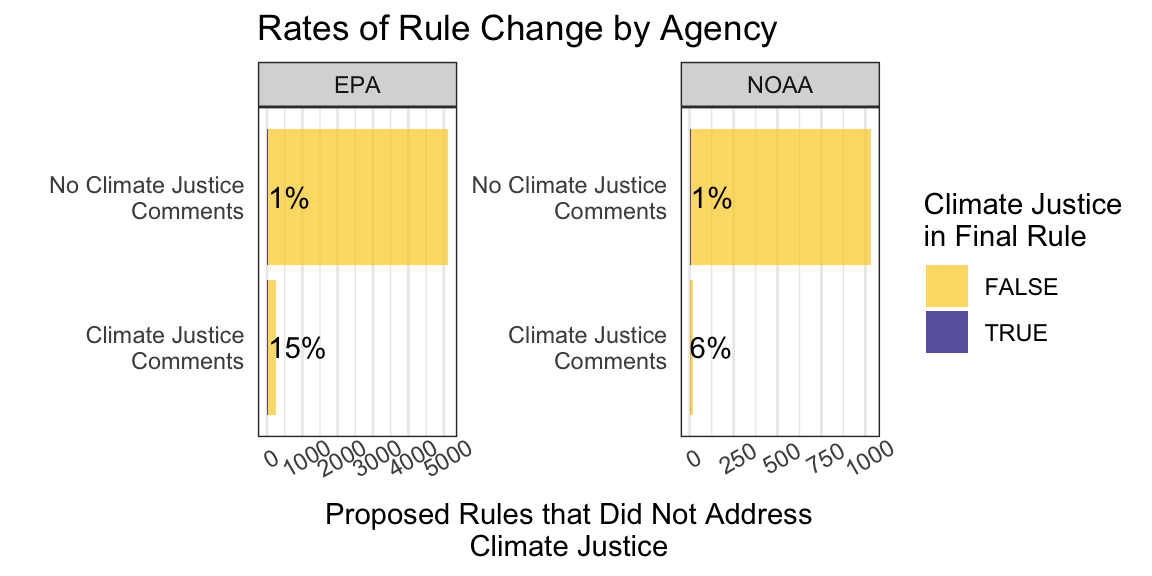 Rates of Rule Change by Agency
EPA
NOAA
No Climate Justice
Comments
1%
Climate Justice
Comments
15%
No Climate Justice
Comments
1%
Climate Justice
Comments
6%
0
1000
2000
3000
4000
5000
0
250
500
750
1000
Proposed Rules that Did Not Address
Climate Justice
Climate Justice
in Final Rule
FALSE
TRUE